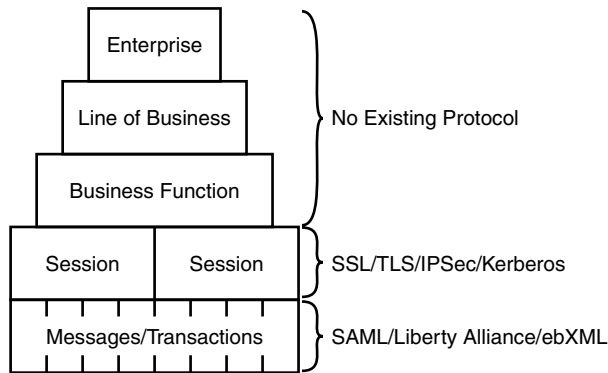 Enterprise
Line of Business
No Existing Protocol
Business Function
Session
Session
SSL/TLS/IPSec/Kerberos
Messages/Transactions
SAML/Liberty Alliance/ebXML